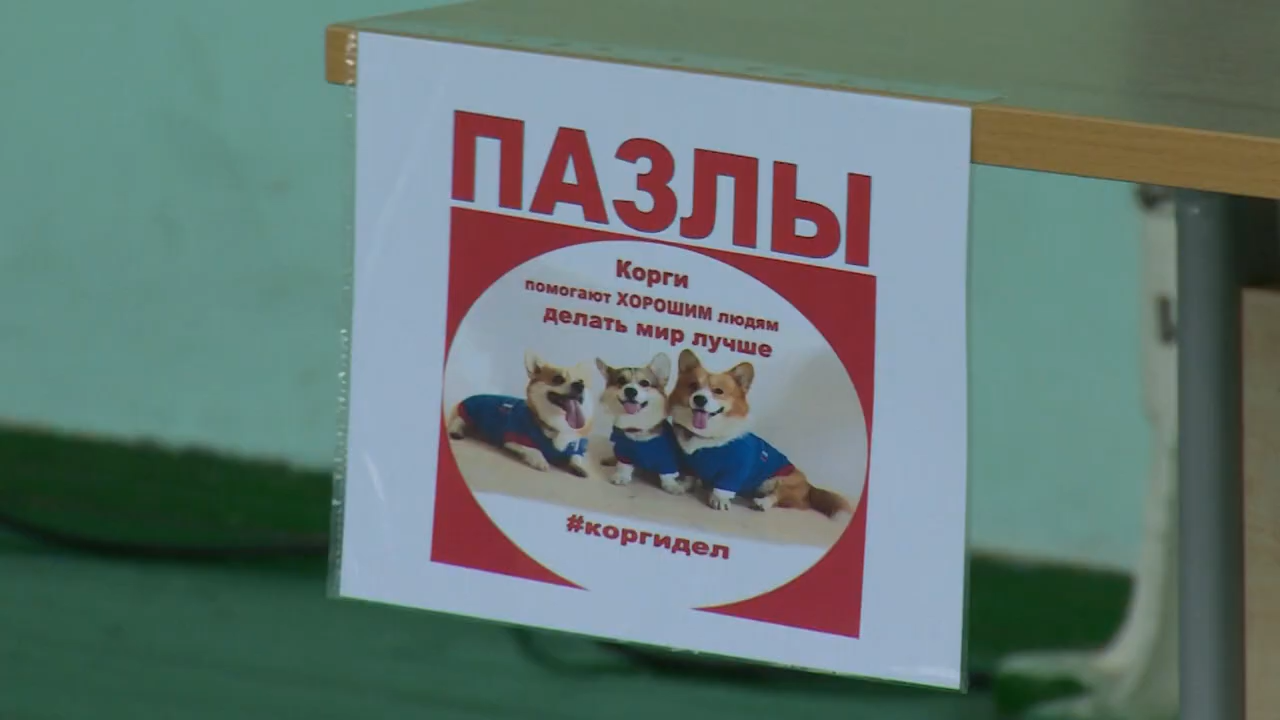 ПАЗЛЫ
Корги
помогают ХОРОШИМ людям
делать мир лучше
#коргидел